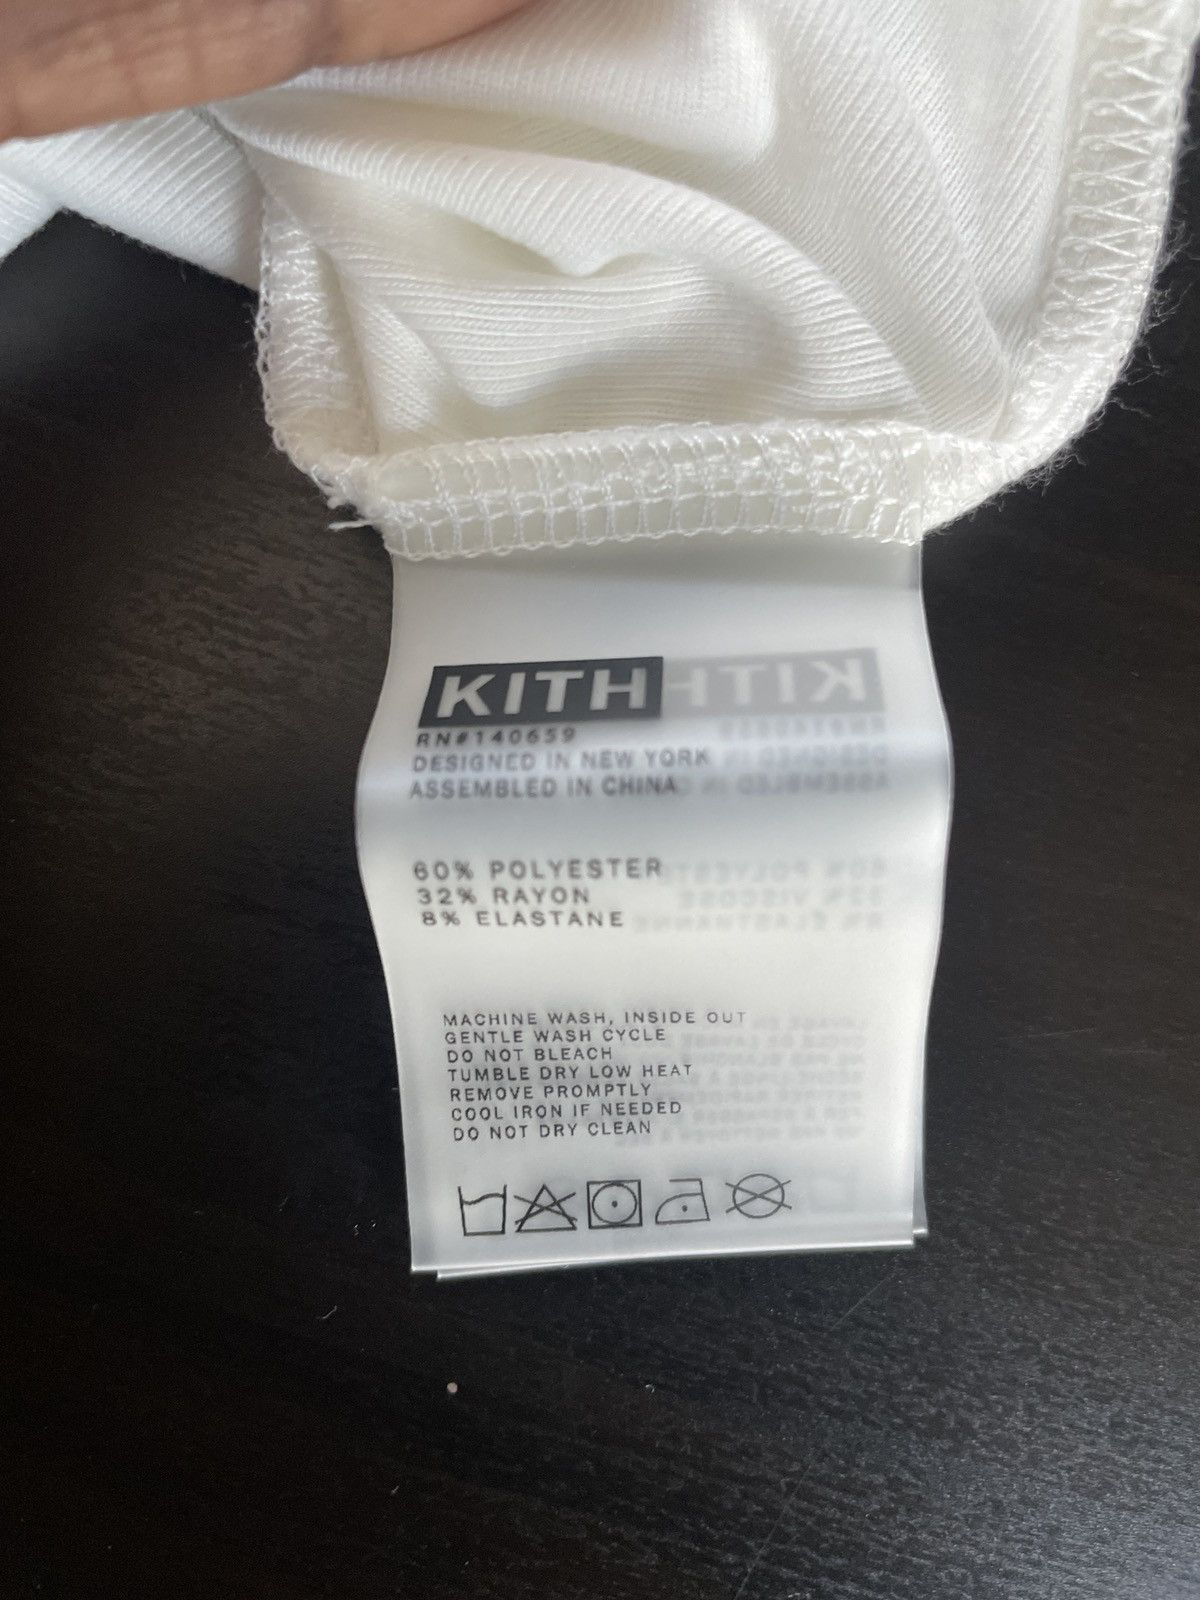 KITH
RN#140659
DESIGNED IN NEW YORK
ASSEMBLED IN CHINA
60% POLYESTER
32% RAYON
8% ELASTANE
MACHINE WASH, INSIDE OUT
GENTLE WASH CYCLE
DO NOT BLEACH
TUMBLE DRY LOW HEAT
REMOVE PROMPTLY
COOL IRON IF NEEDED
DO NOT DRY CLEAN